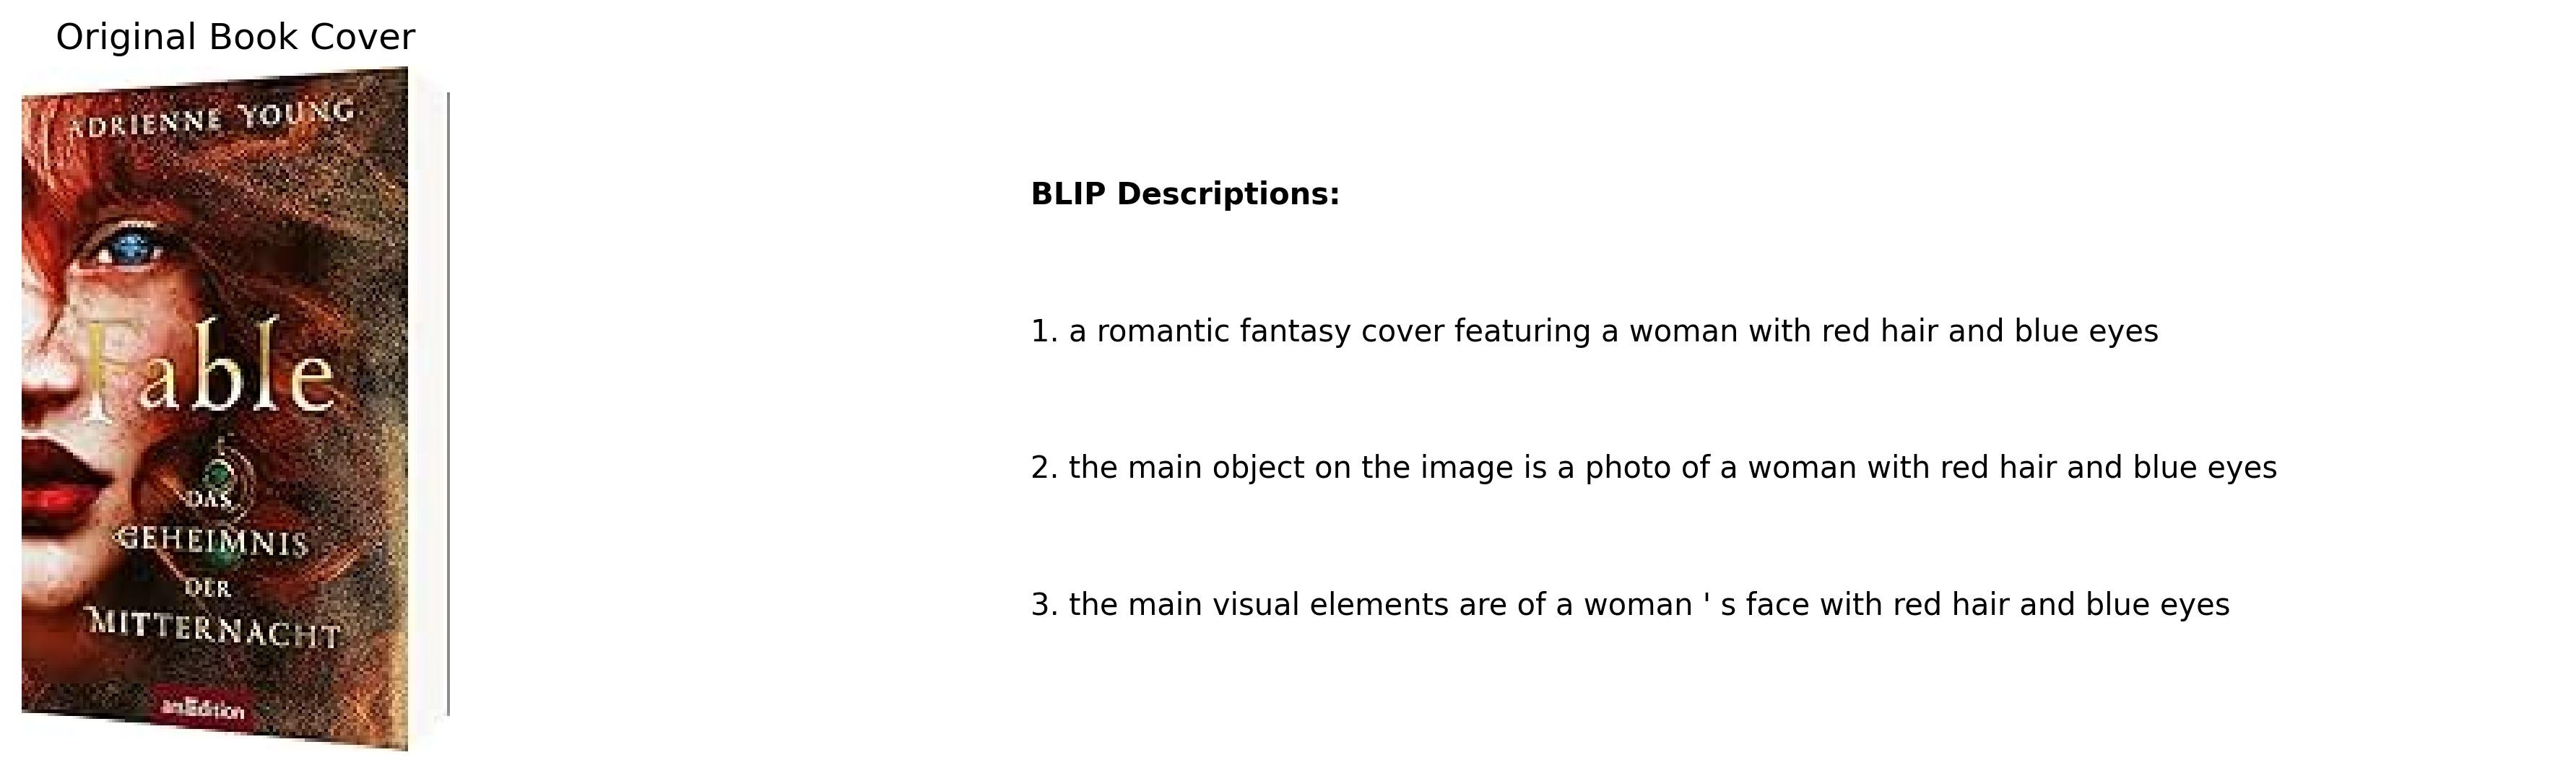 Original Book Cover
ADRIENNE YOUNG
Fable
DAS
GEHEIMNIS
DER
MITTERNACHT
arsEdition
BLIP Descriptions:
1. a romantic fantasy cover featuring a woman with red hair and blue eyes
2. the main object on the image is a photo of a woman with red hair and blue eyes
3. the main visual elements are of a woman ' s face with red hair and blue eyes